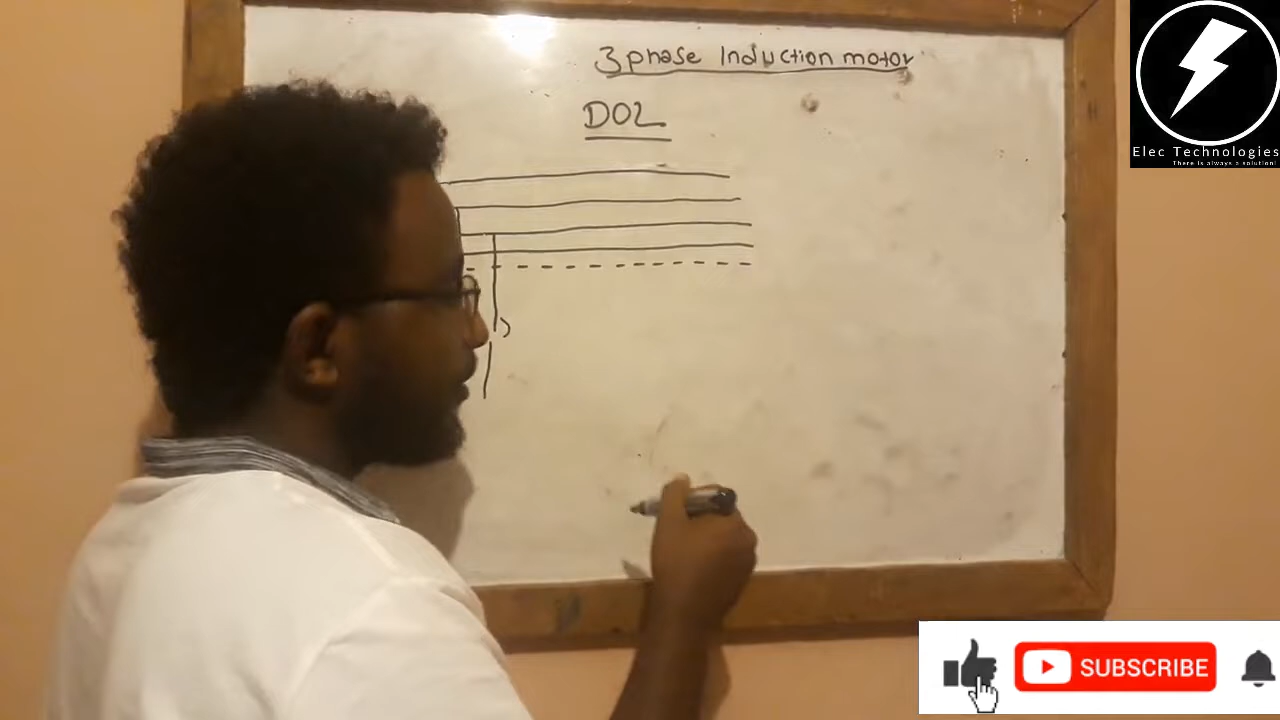 3 phase Induction motor
DOL
Elec Technologies
There is always a solution!
SUBSCRIBE